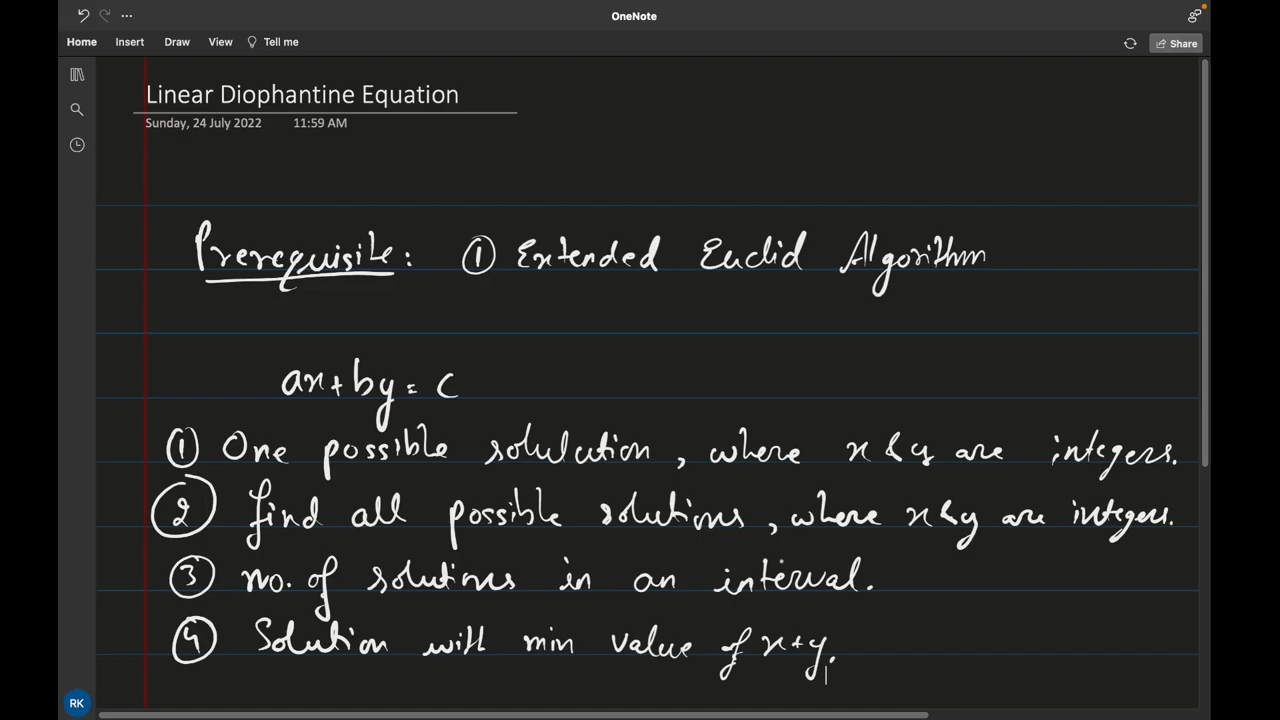 OneNote
Home Insert Draw View Tell me Share
Linear Diophantine Equation
Sunday, 24 July 2022 11:59 AM
Prerequisite: ① Extended Euclid Algorithm
ax+by = c
① One possible solulution, where x & y are integers.
② find all possible solutions, where x & y are integers.
③ no. of solutions in an interval.
④ Solution with min value of x+y.
RK